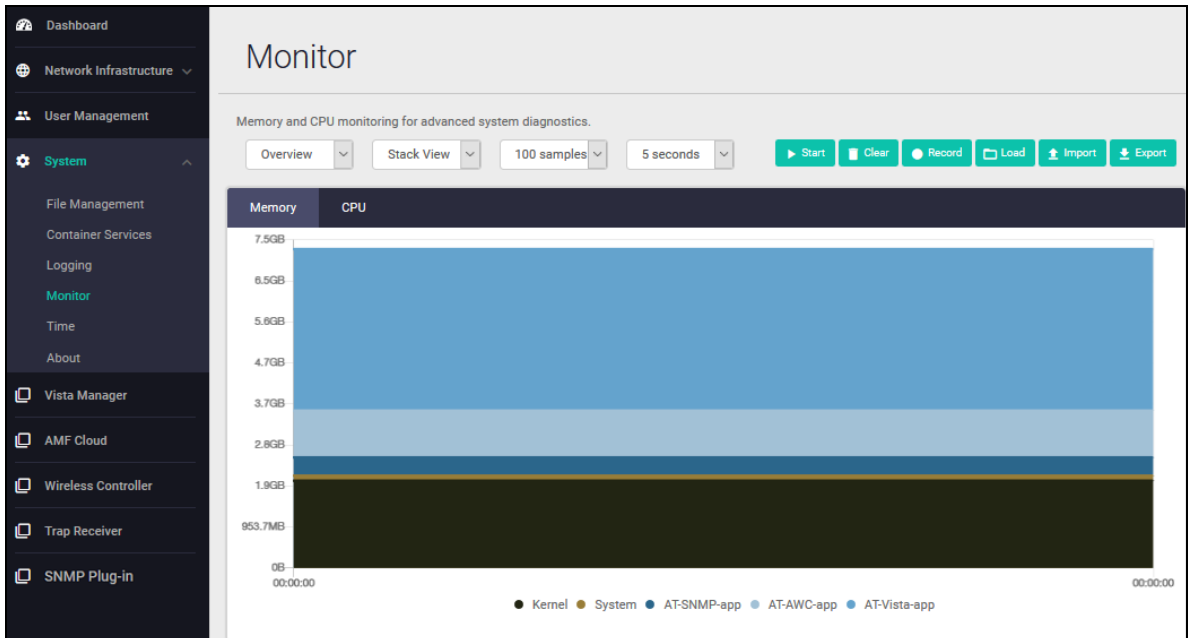 Dashboard
Network Infrastructure
User Management
System
File Management
Container Services
Logging
Monitor
Time
About
Vista Manager
AMF Cloud
Wireless Controller
Trap Receiver
SNMP Plug-in
Monitor
Memory and CPU monitoring for advanced system diagnostics.
Overview Stack View 100 samples 5 seconds Start Clear Record Load Import Export
Memory CPU
7.5GB
6.5GB
5.6GB
4.7GB
3.7GB
2.8GB
1.9GB
953.7MB
0B
00:00:00 00:00:00
Kernel System AT-SNMP-app AT-AWC-app AT-Vista-app